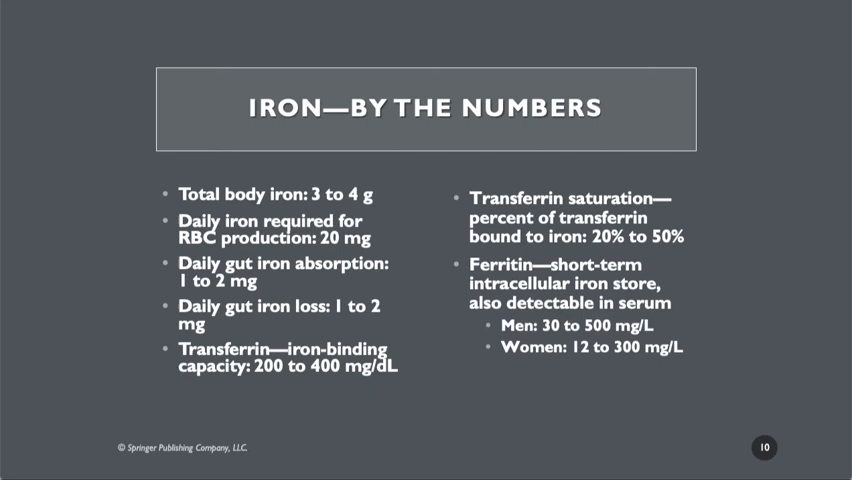 IRON—BY THE NUMBERS
• Total body iron: 3 to 4 g
• Daily iron required for
RBC production: 20 mg
• Daily gut iron absorption:
1 to 2 mg
• Daily gut iron loss: 1 to 2
mg
• Transferrin—iron-binding
capacity: 200 to 400 mg/dL
• Transferrin saturation—
percent of transferrin
bound to iron: 20% to 50%
• Ferritin—short-term
intracellular iron store,
also detectable in serum
• Men: 30 to 500 mg/L
• Women: 12 to 300 mg/L
© Springer Publishing Company, LLC.
10